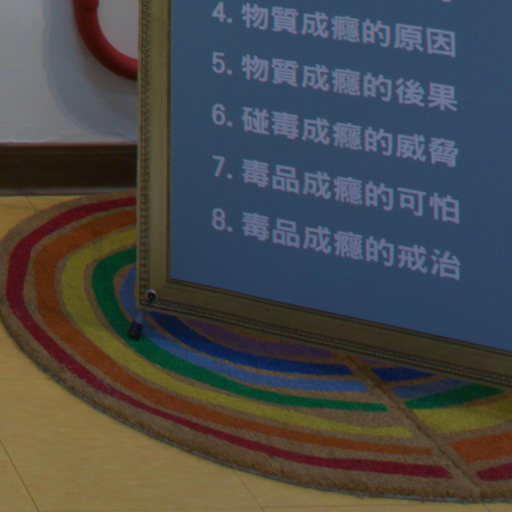 4. 物質成癮的原因
5. 物質成癮的後果
6. 碰毒成癮的威脅
7. 毒品成癮的可怕
8. 毒品成癮的戒治